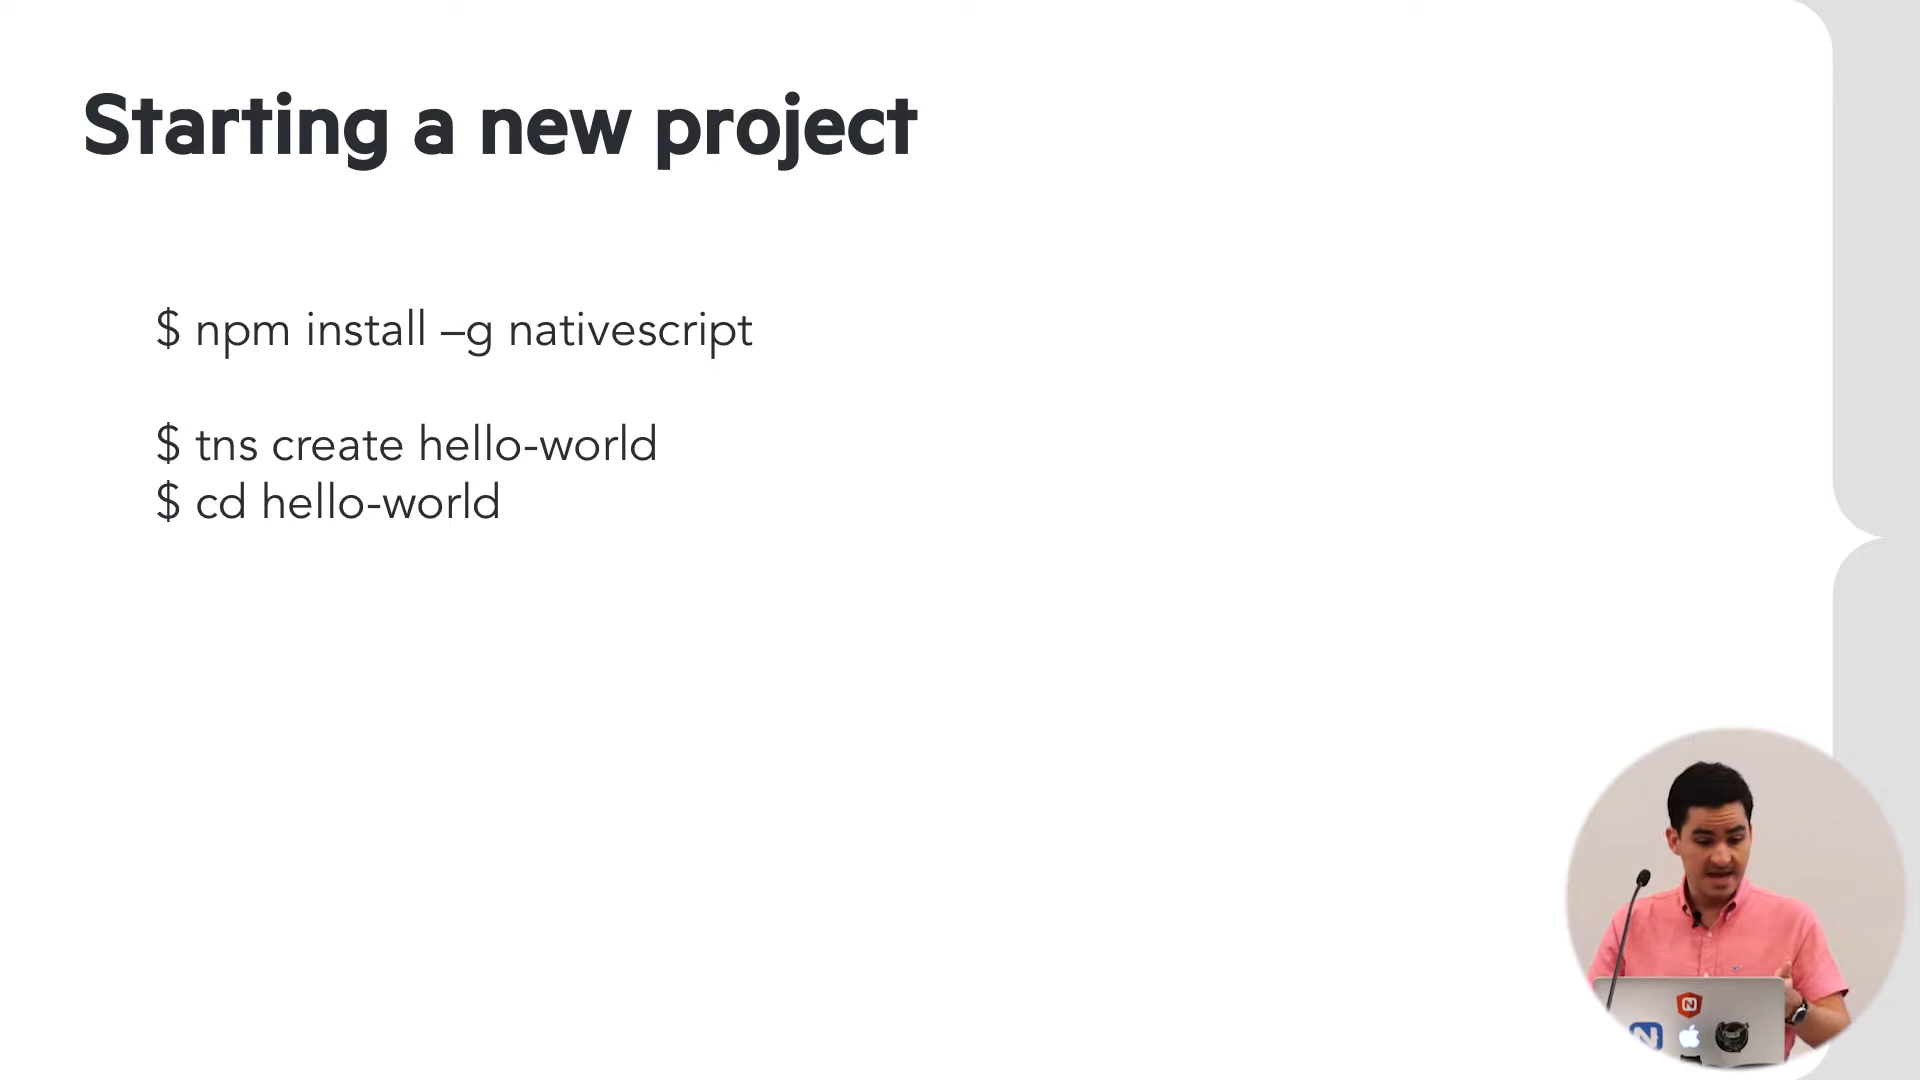 Starting a new project
$ npm install –g nativescript
$ tns create hello-world
$ cd hello-world
N
N